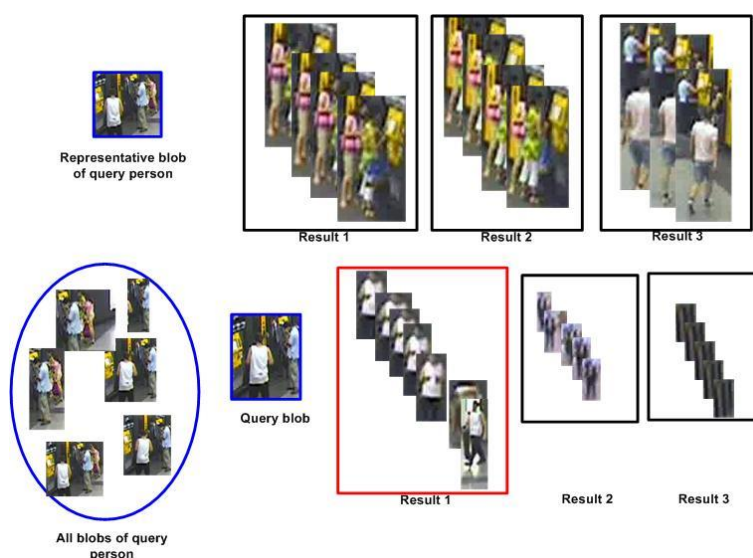 Representative blob
of query person
Result 1
Result 2
Result 3
Query blob
Result 1
Result 2
Result 3
All blobs of query
person